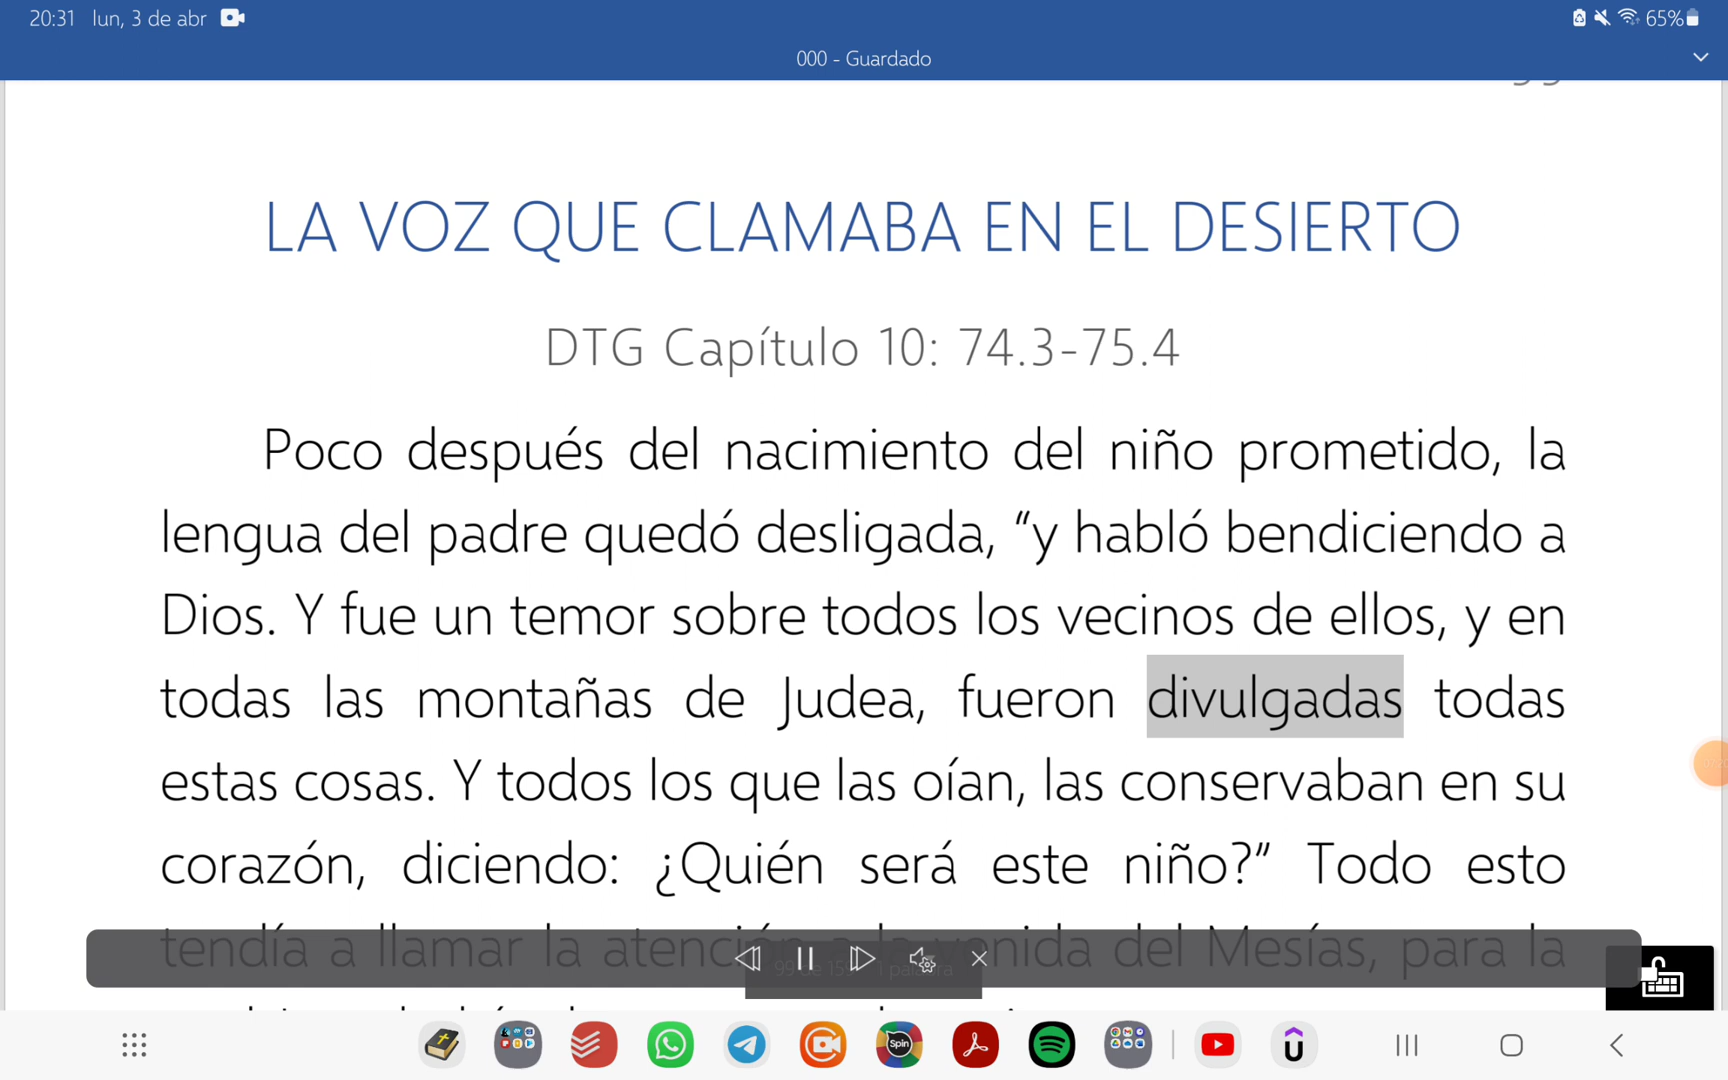 20:31 lun, 3 de abr 65%
000 - Guardado
LA VOZ QUE CLAMABA EN EL DESIERTO
DTG Capítulo 10: 74.3-75.4
Poco después del nacimiento del niño prometido, la
lengua del padre quedó desligada, “y habló bendiciendo a
Dios. Y fue un temor sobre todos los vecinos de ellos, y en
todas las montañas de Judea, fueron divulgadas todas
estas cosas. Y todos los que las oían, las conservaban en su
corazón, diciendo: ¿Quién será este niño?” Todo esto
tendía a llamar la atención a la venida del Mesías, para la
Spin